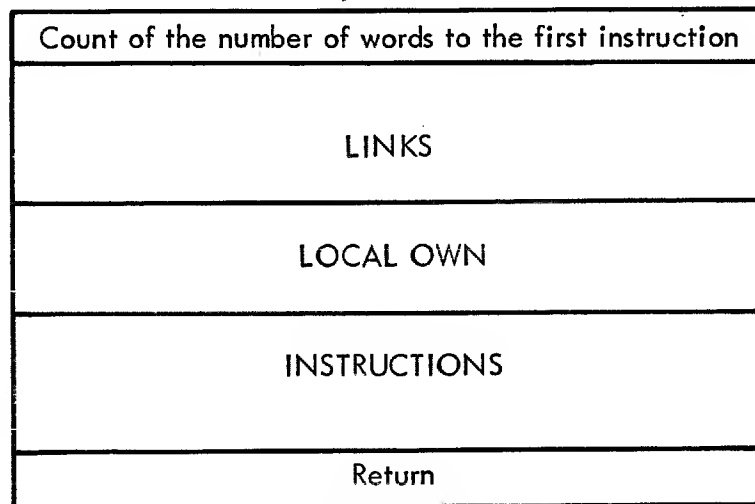 Count of the number of words to the first instruction
LINKS
LOCAL OWN
INSTRUCTIONS
Return